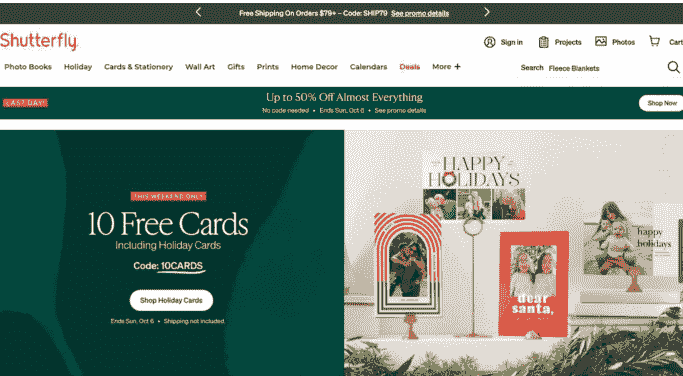 Free Shipping On Orders $79+ – Code: SHIP79 See promo details
Shutterfly
Sign in Projects Photos Cart
Photo Books Holiday Cards & Stationery Wall Art Gifts Prints Home Decor Calendars Deals More + Search Fleece Blankets
LAST DAY!
Up to 50% Off Almost Everything
No code needed • Ends Sun, Oct 6 • See promo details
Shop Now
THIS WEEKEND ONLY
10 Free Cards
Including Holiday Cards
Code: 10CARDS
Shop Holiday Cards
Ends Sun, Oct 6 • Shipping not included
HAPPY
HOLIDAYS
dear
santa,
happy
holidays